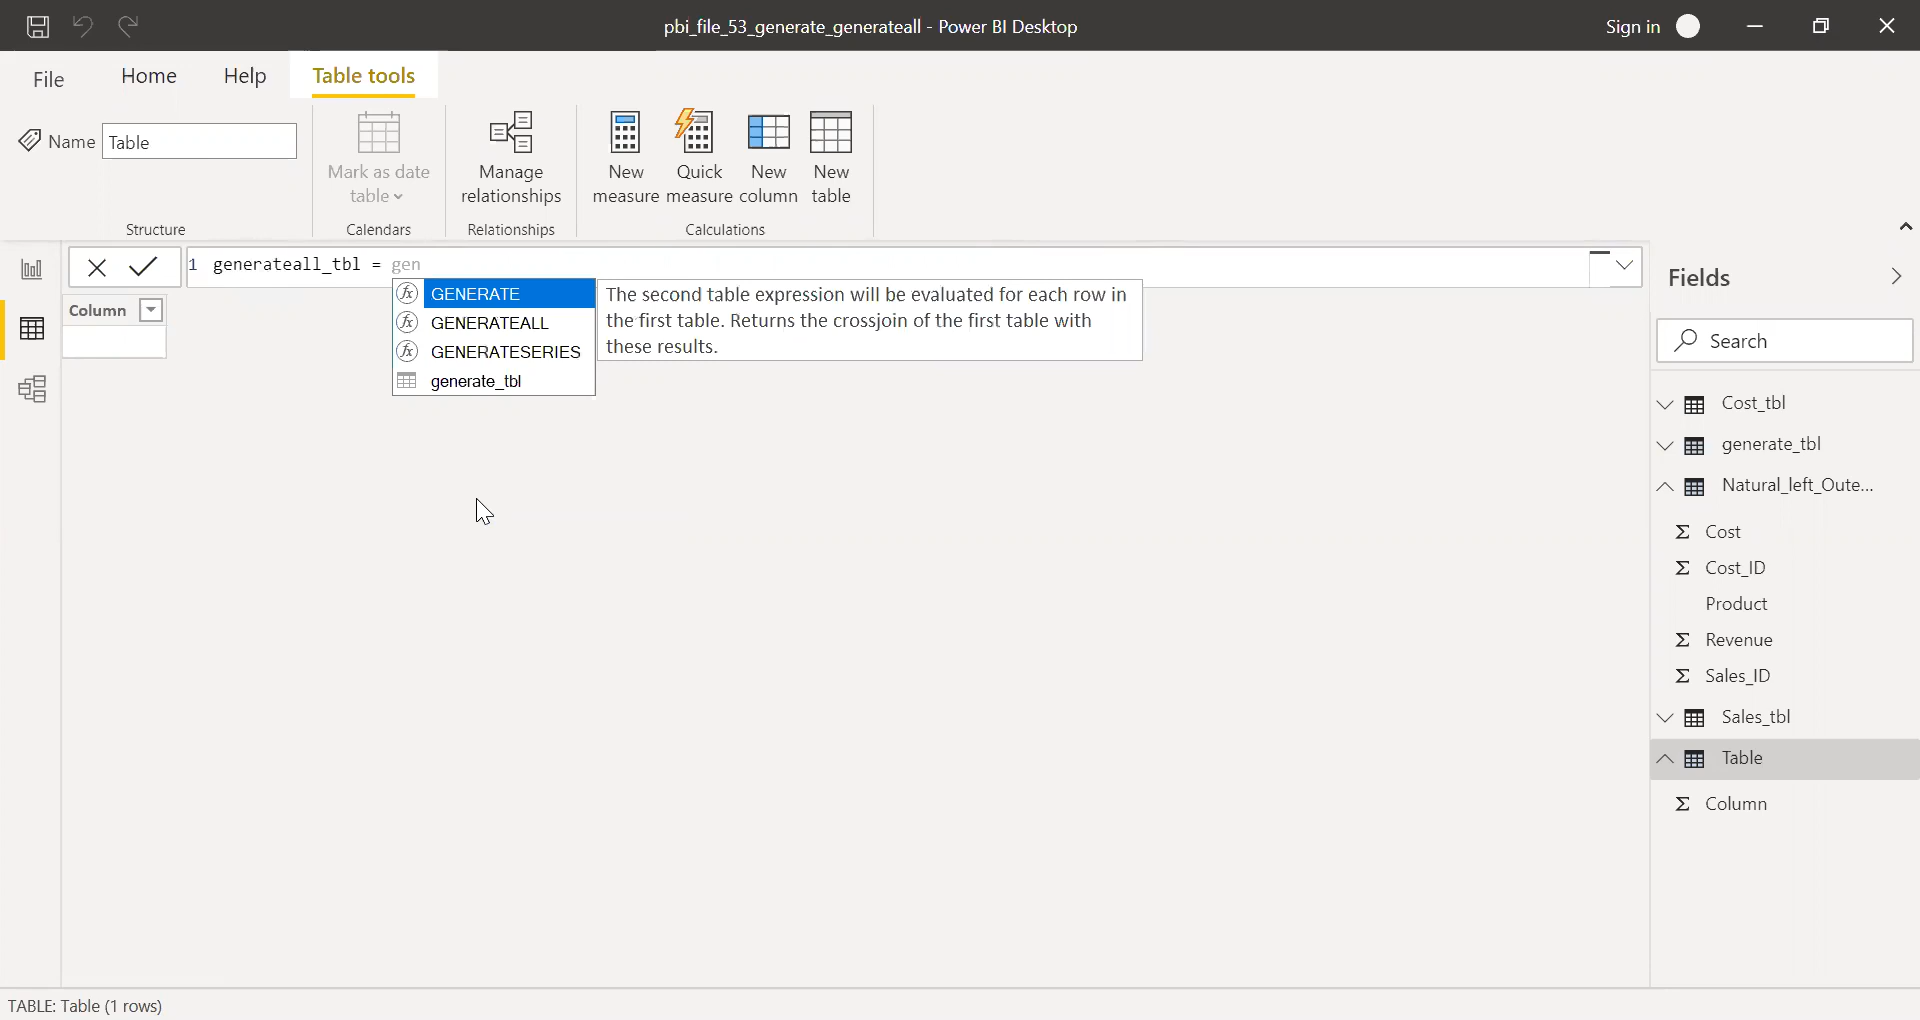 pbi_file_53_generate_generateall - Power BI Desktop
Sign in
File
Home
Help
Table tools
Name
Table
Structure
Mark as date
table
Calendars
Manage
relationships
Relationships
New
measure
Quick
measure
New
column
New
table
Calculations
1 generateall_tbl = gen
GENERATE
GENERATEALL
GENERATESERIES
generate_tbl
The second table expression will be evaluated for each row in
the first table. Returns the crossjoin of the first table with
these results.
Column
Fields
Search
Cost_tbl
generate_tbl
Natural_left_Oute...
Σ Cost
Σ Cost_ID
Product
Σ Revenue
Σ Sales_ID
Sales_tbl
Table
Σ Column
TABLE: Table (1 rows)